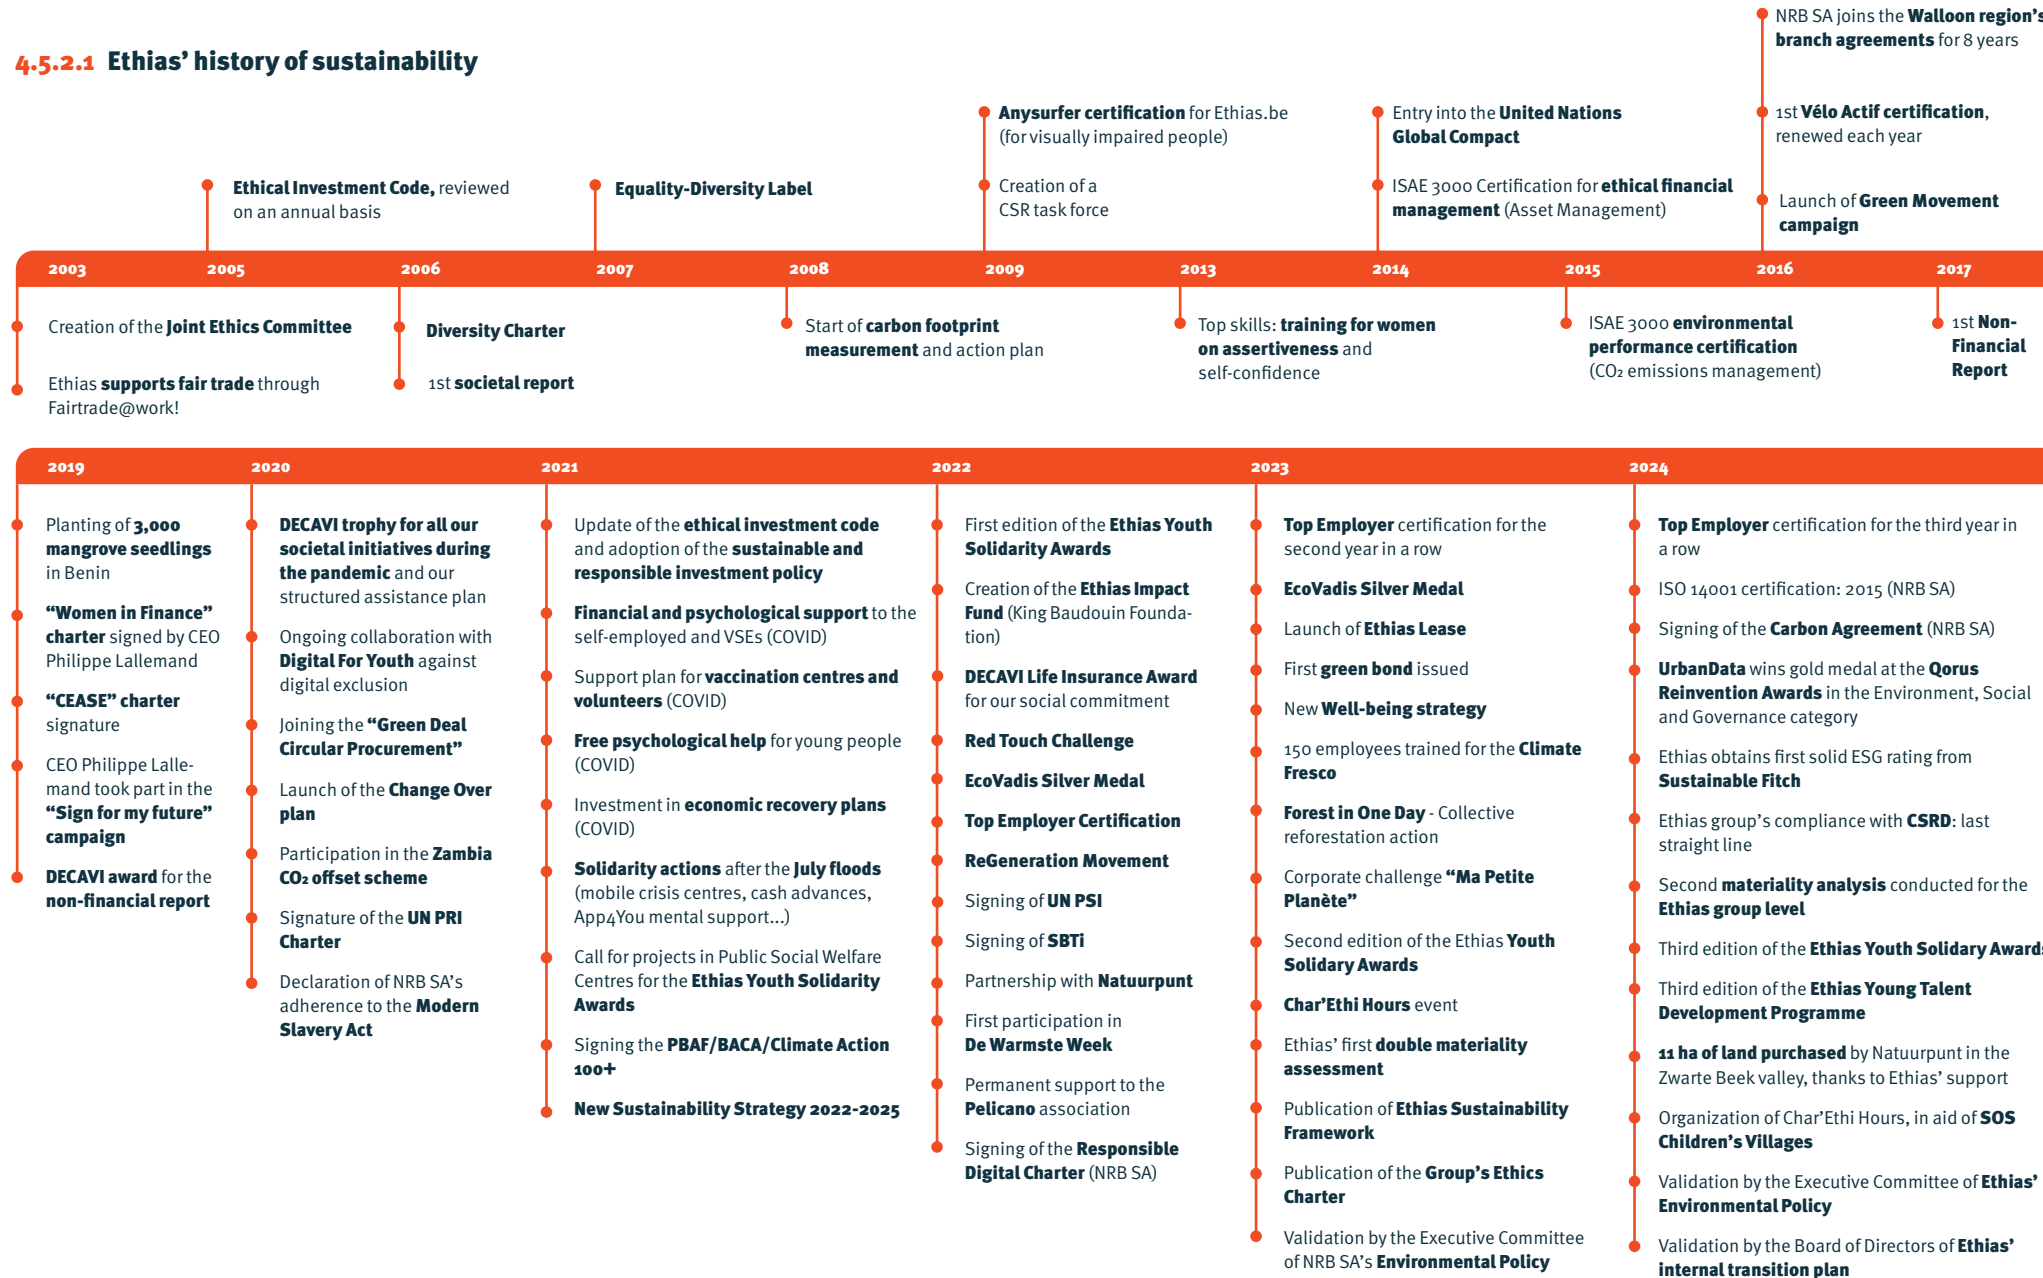 4.5.2.1 Ethias' history of sustainability
NRB SA joins the Walloon region's
branch agreements for 8 years
Anysurfer certification for Ethias.be
(for visually impaired people)
Entry into the United Nations
Global Compact
1st Vélo Actif certification,
renewed each year
Ethical Investment Code, reviewed
on an annual basis
Equality-Diversity Label
Creation of a
CSR task force
ISAE 3000 Certification for ethical financial
management (Asset Management)
Launch of Green Movement
campaign
2003 2005 2006 2007 2008 2009 2013 2014 2015 2016 2017
Creation of the Joint Ethics Committee
Ethias supports fair trade through
Fairtrade@work!
Diversity Charter
1st societal report
Start of carbon footprint
measurement and action plan
Top skills: training for women
on assertiveness and
self-confidence
ISAE 3000 environmental
performance certification
(CO₂ emissions management)
1st Non-
Financial
Report
2019 2020 2021 2022 2023 2024
Planting of 3,000
mangrove seedlings
in Benin
"Women in Finance"
charter signed by CEO
Philippe Lallemand
"CEASE" charter
signature
CEO Philippe Lalle-
mand took part in the
"Sign for my future"
campaign
DECAVI award for the
non-financial report
DECAVI trophy for all our
societal initiatives during
the pandemic and our
structured assistance plan
Ongoing collaboration with
Digital For Youth against
digital exclusion
Joining the "Green Deal
Circular Procurement"
Launch of the Change Over
plan
Participation in the Zambia
CO₂ offset scheme
Signature of the UN PRI
Charter
Declaration of NRB SA's
adherence to the Modern
Slavery Act
Update of the ethical investment code
and adoption of the sustainable and
responsible investment policy
Financial and psychological support to the
self-employed and VSEs (COVID)
Support plan for vaccination centres and
volunteers (COVID)
Free psychological help for young people
(COVID)
Investment in economic recovery plans
(COVID)
Solidarity actions after the July floods
(mobile crisis centres, cash advances,
App4You mental support...)
Call for projects in Public Social Welfare
Centres for the Ethias Youth Solidarity
Awards
Signing the PBAF/BACA/Climate Action
100+
New Sustainability Strategy 2022-2025
First edition of the Ethias Youth
Solidarity Awards
Creation of the Ethias Impact
Fund (King Baudouin Founda-
tion)
DECAVI Life Insurance Award
for our social commitment
Red Touch Challenge
EcoVadis Silver Medal
Top Employer Certification
ReGeneration Movement
Signing of UN PSI
Signing of SBTi
Partnership with Natuurpunt
First participation in
De Warmste Week
Permanent support to the
Pelicano association
Signing of the Responsible
Digital Charter (NRB SA)
Top Employer certification for the
second year in a row
EcoVadis Silver Medal
Launch of Ethias Lease
First green bond issued
New Well-being strategy
150 employees trained for the Climate
Fresco
Forest in One Day - Collective
reforestation action
Corporate challenge "Ma Petite
Planète"
Second edition of the Ethias Youth
Solidary Awards
Char'Ethi Hours event
Ethias' first double materiality
assessment
Publication of Ethias Sustainability
Framework
Publication of the Group's Ethics
Charter
Validation by the Executive Committee
of NRB SA's Environmental Policy
Top Employer certification for the third year in
a row
ISO 14001 certification: 2015 (NRB SA)
Signing of the Carbon Agreement (NRB SA)
UrbanData wins gold medal at the Qorus
Reinvention Awards in the Environment, Social
and Governance category
Ethias obtains first solid ESG rating from
Sustainable Fitch
Ethias group's compliance with CSRD: last
straight line
Second materiality analysis conducted for the
Ethias group level
Third edition of the Ethias Youth Solidary Awards
Third edition of the Ethias Young Talent
Development Programme
11 ha of land purchased by Natuurpunt in the
Zwarte Beek valley, thanks to Ethias' support
Organization of Char'Ethi Hours, in aid of SOS
Children's Villages
Validation by the Executive Committee of Ethias'
Environmental Policy
Validation by the Board of Directors of Ethias'
internal transition plan